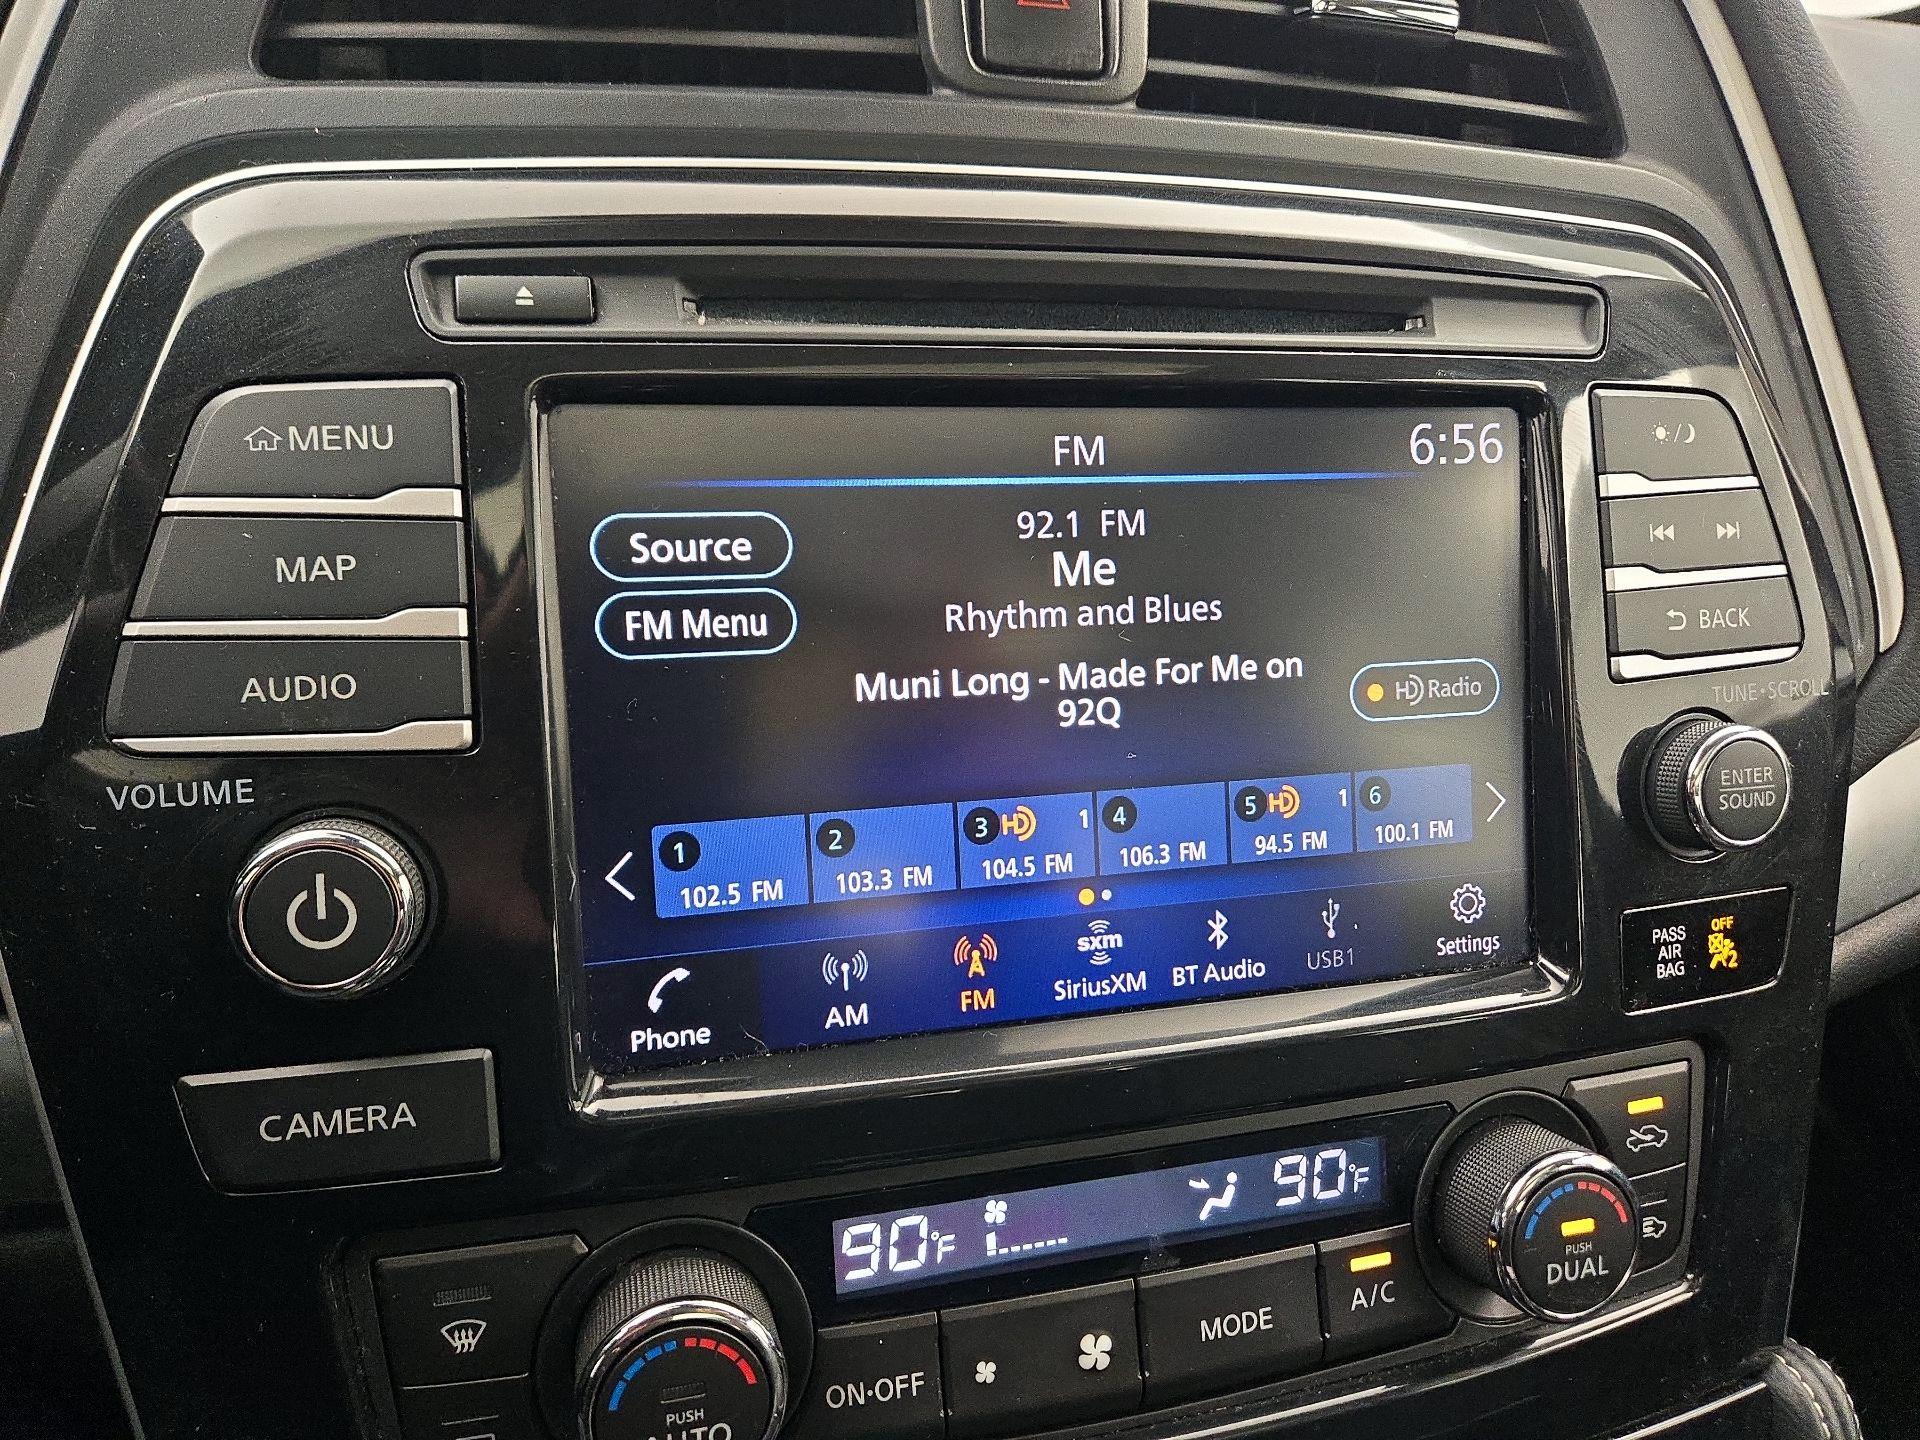 MENU
MAP
AUDIO
VOLUME
CAMERA
FM
6:56
Source
FM Menu
92.1 FM
Me
Rhythm and Blues
Muni Long - Made For Me on
92Q
HD Radio
1
102.5 FM
2
103.3 FM
3 HD 1
104.5 FM
4
106.3 FM
5 HD 1
94.5 FM
6
100.1 FM
Phone
AM
FM
sxm
SiriusXM
BT Audio
USB1
Settings
BACK
TUNE•SCROLL
ENTER
SOUND
PASS
AIR
BAG
OFF
2
90°F
90°F
PUSH
AUTO
ON•OFF
MODE
A/C
PUSH
DUAL